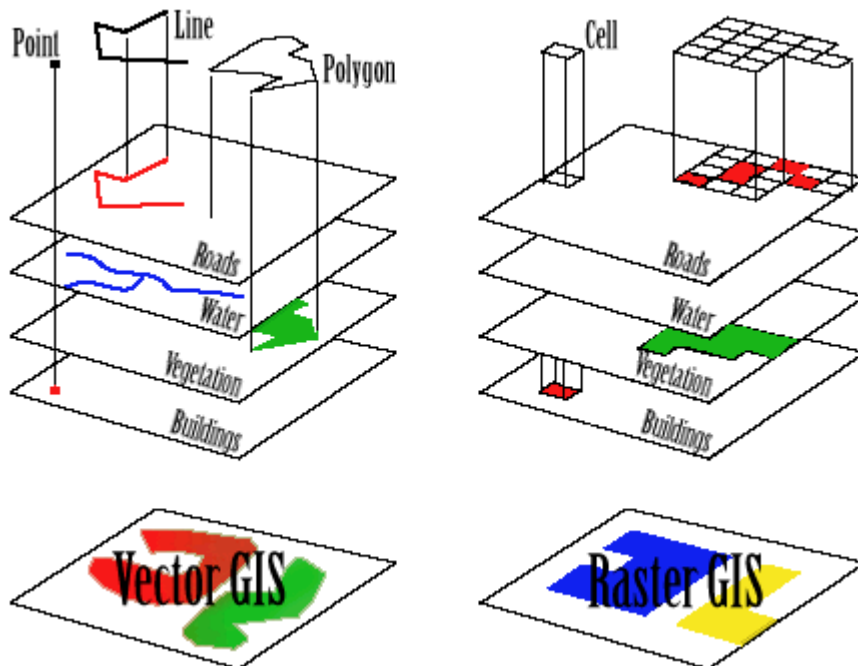 Point
Line
Polygon
Roads
Water
Vegetation
Buildings
Vector GIS
Cell
Roads
Water
Vegetation
Buildings
Raster GIS